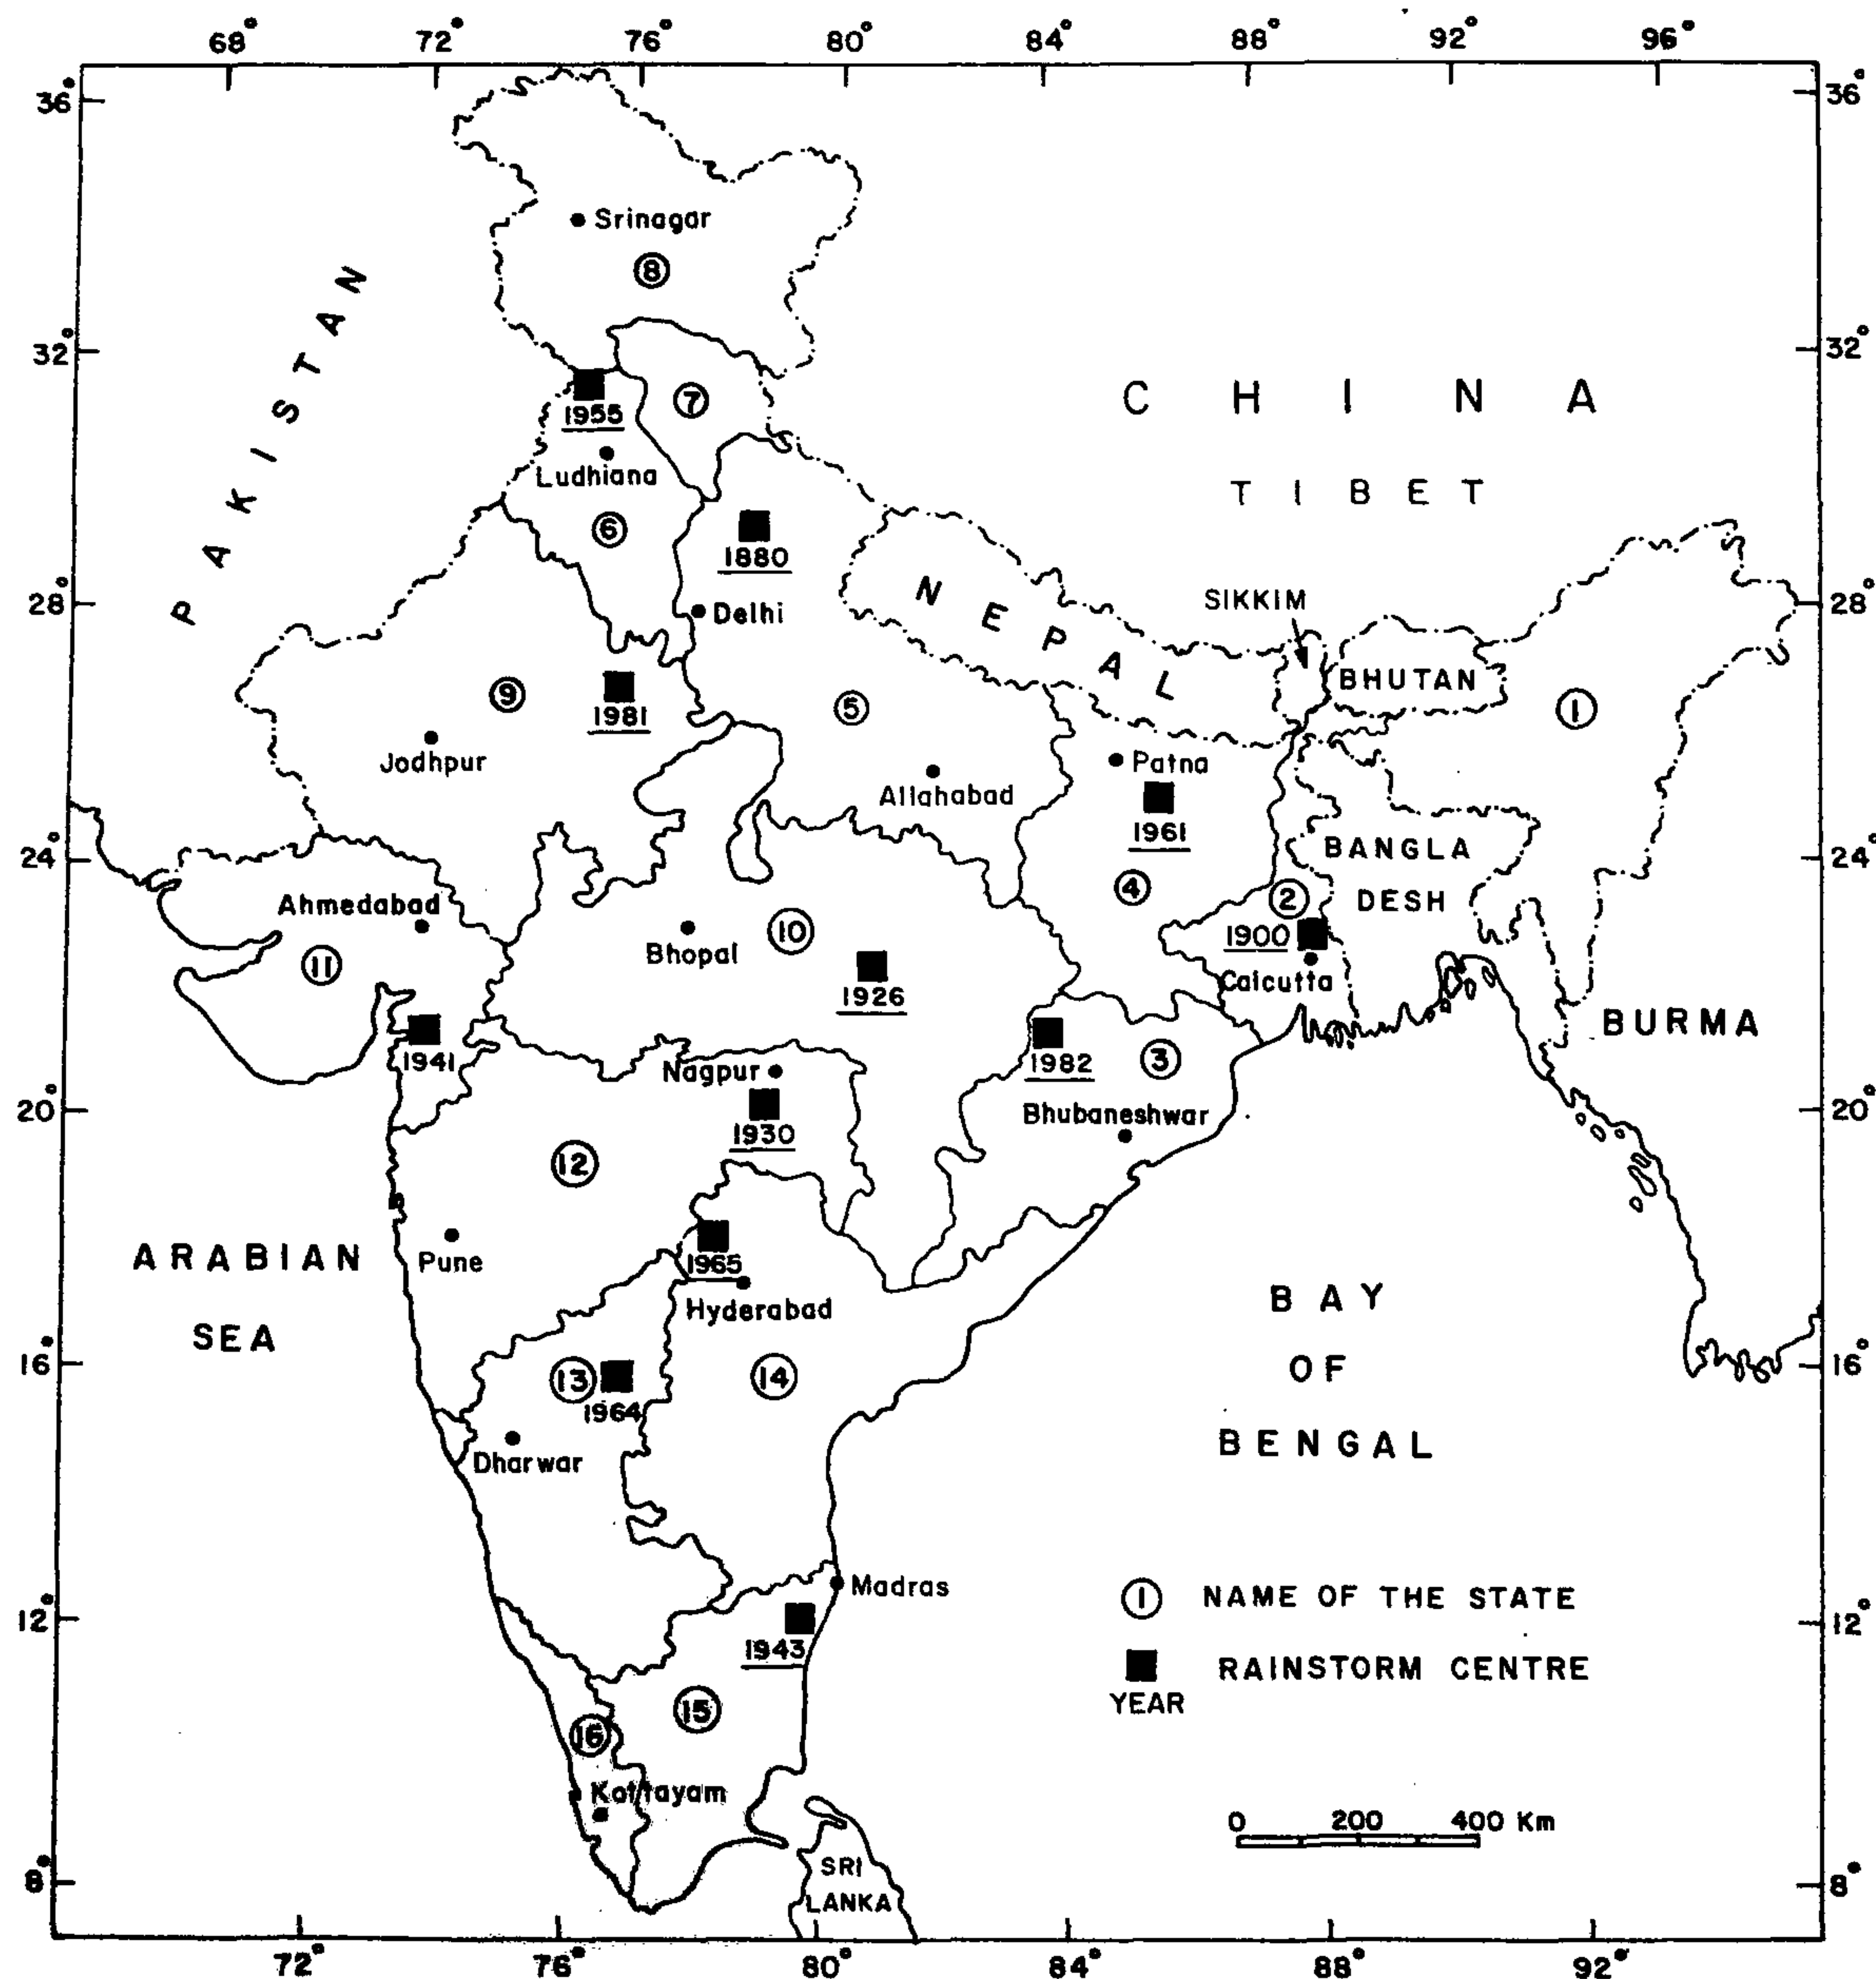 68° 72° 76° 80° 84° 88° 92° 96°
36° 36°
Srinagar
8
PAKISTAN
32° 32°
7
1955
CHINA
Ludhiana
TIBET
6
1880
NEPAL
SIKKIM
28° 28°
Delhi
BHUTAN
9
1981
5
1
Jodhpur
Patna
Allahabad
1961
BANGLA
DESH
24° 24°
4
2
Ahmedabad
10
Bhopal
1900
11
Calcutta
1926
BURMA
1941
1982
3
Nagpur
20° 20°
Bhubaneshwar
1930
12
ARABIAN
SEA
Pune
1965
Hyderabad
BAY
OF
BENGAL
16° 16°
13
14
1964
Dharwar
Madras
1 NAME OF THE STATE
12° 12°
1943
RAINSTORM CENTRE
YEAR
15
16
Kottayam
0 200 400 Km
SRI
LANKA
8° 8°
72° 76° 80° 84° 88° 92°